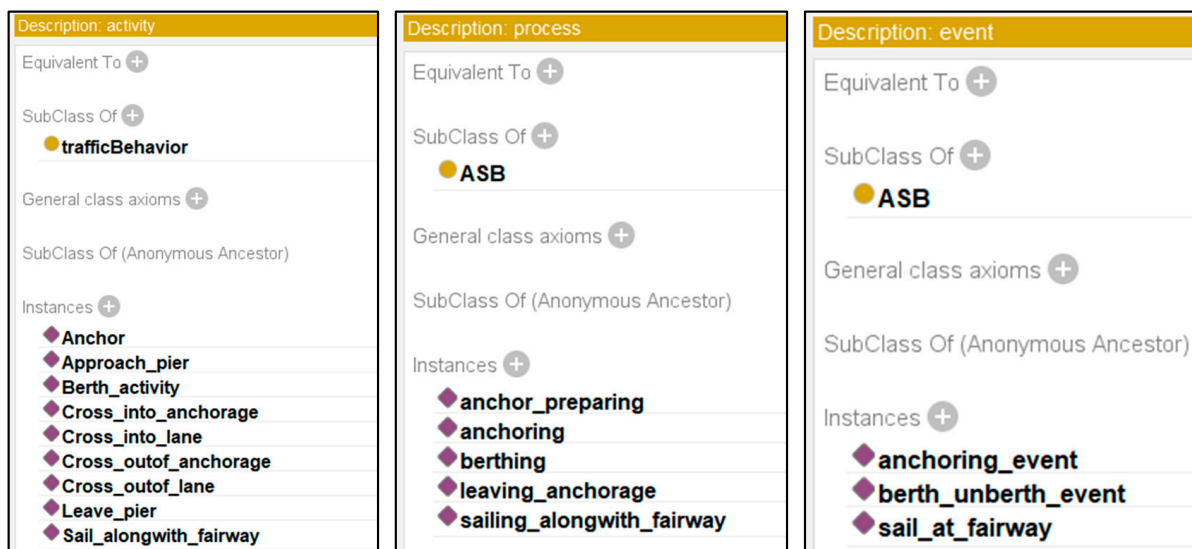 Description: activity
Equivalent To
SubClass Of
trafficBehavior
General class axioms
SubClass Of (Anonymous Ancestor)
Instances
Anchor
Approach_pier
Berth_activity
Cross_into_anchorage
Cross_into_lane
Cross_outof_anchorage
Cross_outof_lane
Leave_pier
Sail_alongwith_fairway
Description: process
Equivalent To
SubClass Of
ASB
General class axioms
SubClass Of (Anonymous Ancestor)
Instances
anchor_preparing
anchoring
berthing
leaving_anchorage
sailing_alongwith_fairway
Description: event
Equivalent To
SubClass Of
ASB
General class axioms
SubClass Of (Anonymous Ancestor)
Instances
anchoring_event
berth_unberth_event
sail_at_fairway